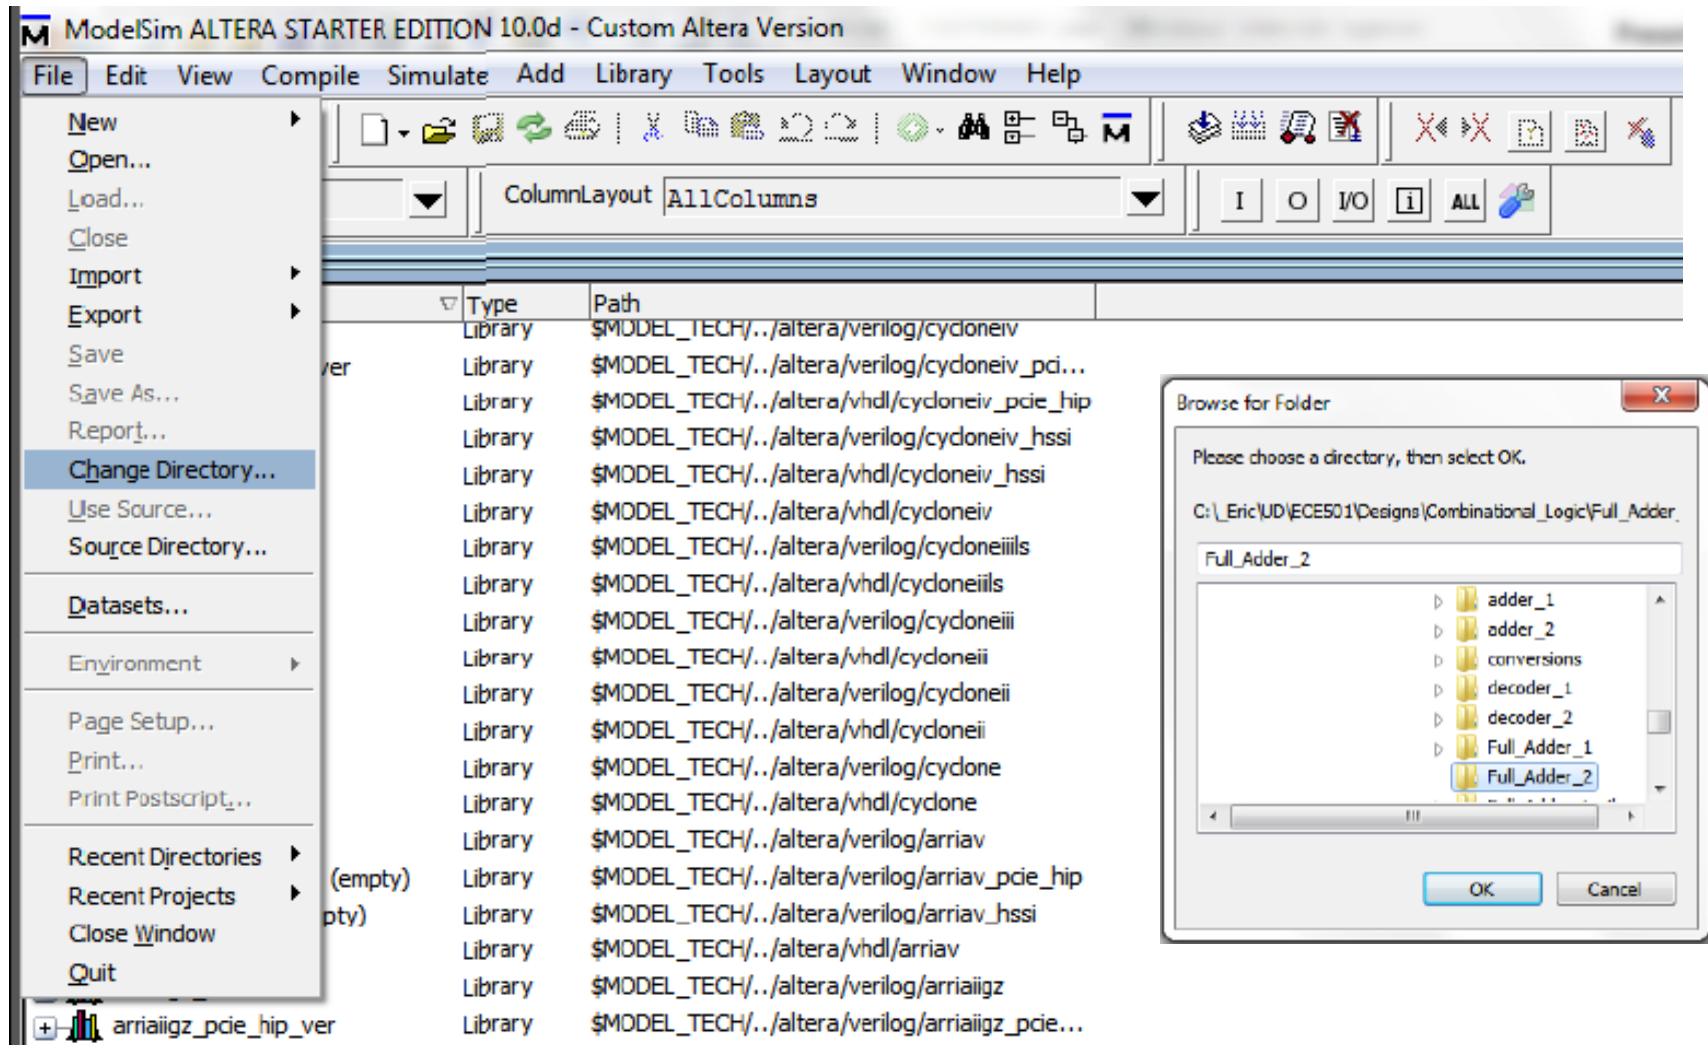 ModelSim ALTERA STARTER EDITION 10.0d - Custom Altera Version
File Edit View Compile Simulate Add Library Tools Layout Window Help
New
Open...
Load...
Close
Import
Export
Save
Save As...
Report...
Change Directory...
Use Source...
Source Directory...
Datasets...
Environment
Page Setup...
Print...
Print Postscript...
Recent Directories
Recent Projects
Close Window
Quit
ColumnLayout AllColumns
I O I/O i ALL
Type Path
Library $MODEL_TECH/../altera/verilog/cycloneiv
ver Library $MODEL_TECH/../altera/verilog/cycloneiv_pci...
Library $MODEL_TECH/../altera/vhdl/cycloneiv_pcie_hip
Library $MODEL_TECH/../altera/verilog/cycloneiv_hssi
Library $MODEL_TECH/../altera/vhdl/cycloneiv_hssi
Library $MODEL_TECH/../altera/vhdl/cycloneiv
Library $MODEL_TECH/../altera/verilog/cycloneiiils
Library $MODEL_TECH/../altera/vhdl/cycloneiiils
Library $MODEL_TECH/../altera/verilog/cycloneiii
Library $MODEL_TECH/../altera/vhdl/cycloneiii
Library $MODEL_TECH/../altera/verilog/cycloneii
Library $MODEL_TECH/../altera/vhdl/cycloneii
Library $MODEL_TECH/../altera/verilog/cyclone
Library $MODEL_TECH/../altera/vhdl/cyclone
Library $MODEL_TECH/../altera/verilog/arriav
(empty) Library $MODEL_TECH/../altera/verilog/arriav_pcie_hip
pty) Library $MODEL_TECH/../altera/verilog/arriav_hssi
Library $MODEL_TECH/../altera/vhdl/arriav
Library $MODEL_TECH/../altera/verilog/arriaiigz
arriaiigz_pcie_hip_ver Library $MODEL_TECH/../altera/verilog/arriaiigz_pcie...
Browse for Folder
Please choose a directory, then select OK.
C:\_Eric\UD\ECE501\Designs\Combinational_Logic\Full_Adder_
Full_Adder_2
adder_1
adder_2
conversions
decoder_1
decoder_2
Full_Adder_1
Full_Adder_2
OK Cancel